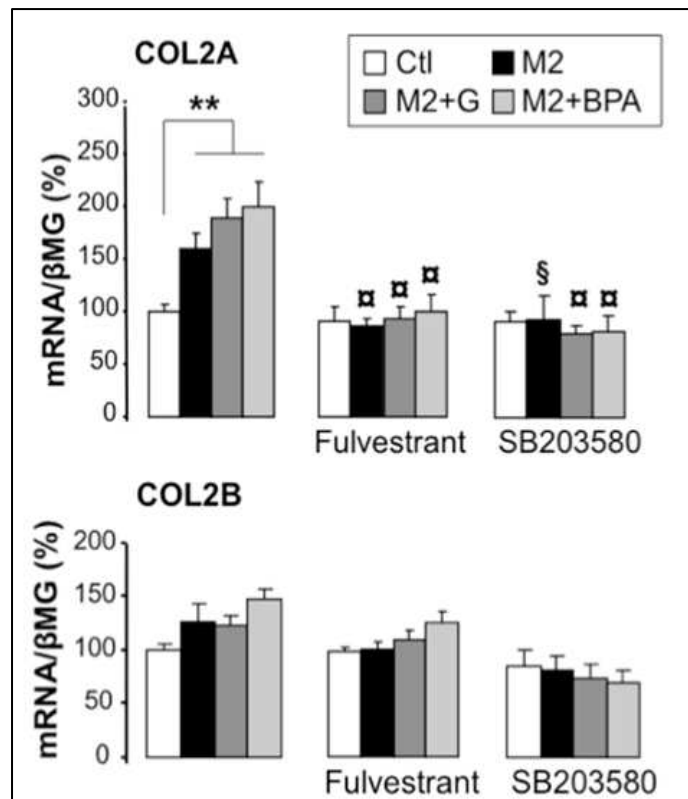 COL2A
Ctl M2
M2+G M2+BPA
mRNA/βMG (%)
300
250
200
150
100
50
0
**
¤ ¤ ¤
§ ¤ ¤
Fulvestrant SB203580
COL2B
mRNA/βMG (%)
200
150
100
50
0
Fulvestrant SB203580